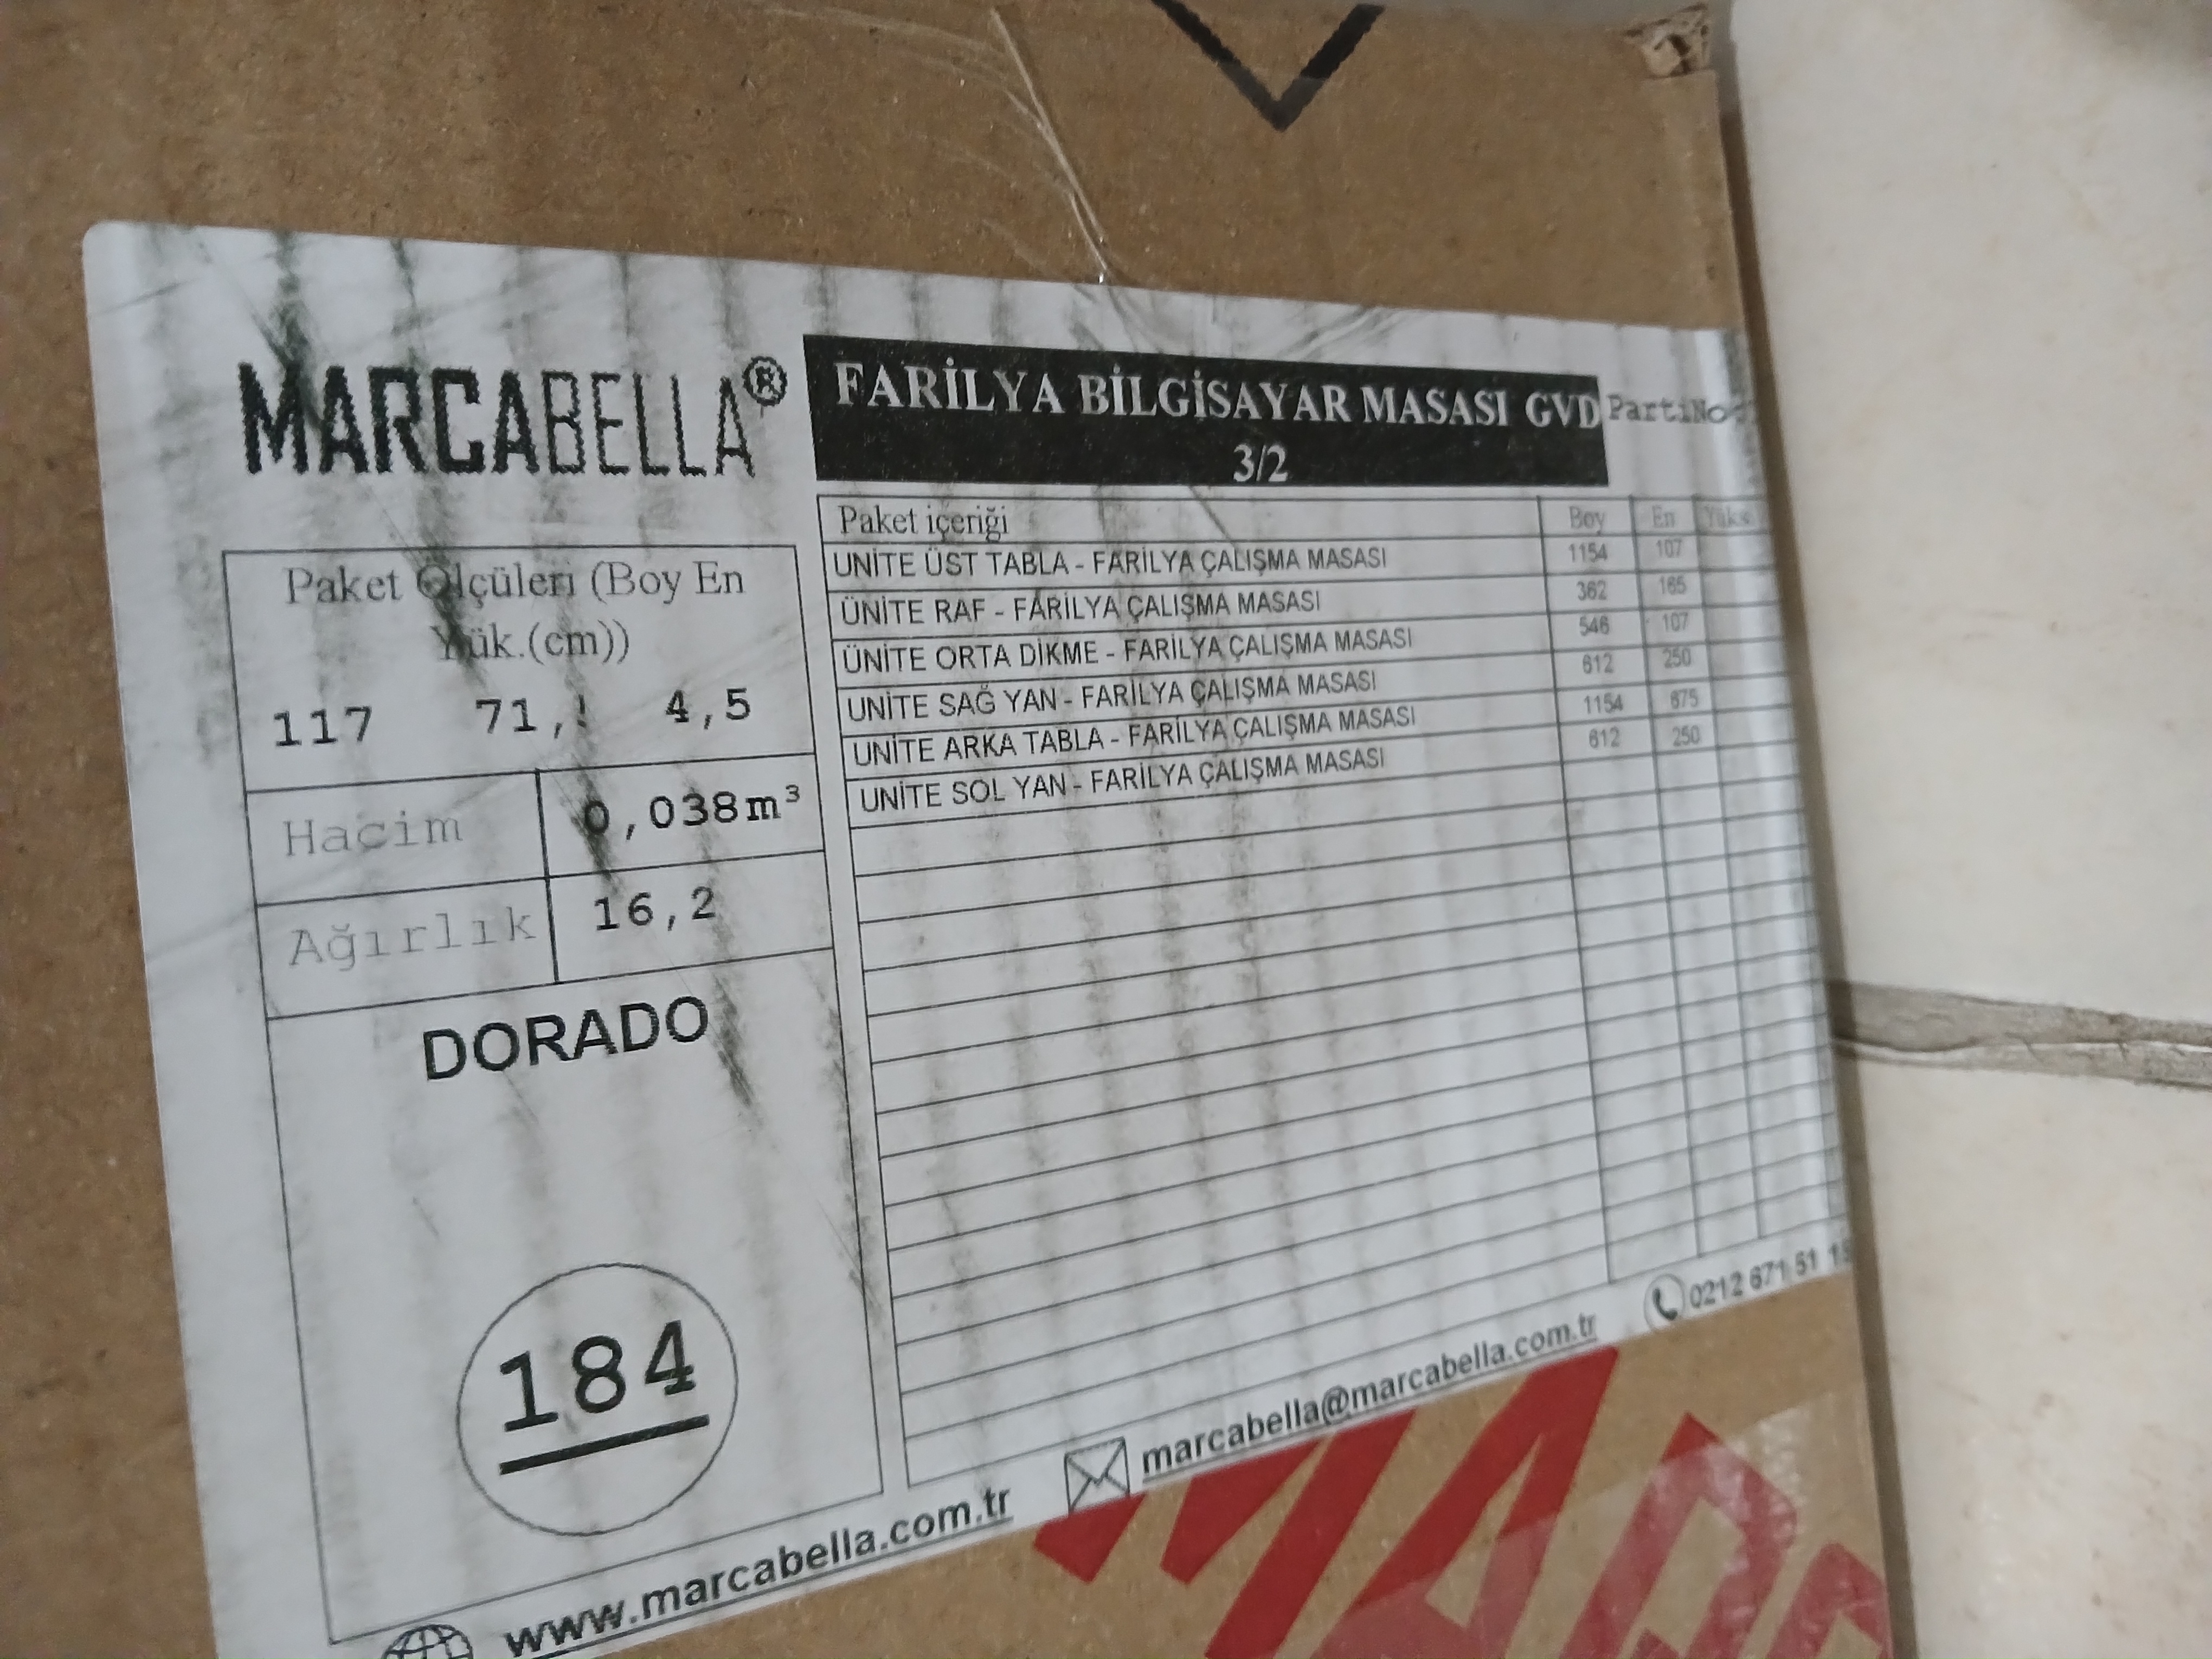 MARCABELLA®
FARİLYA BİLGİSAYAR MASASI GVD
3/2
PartiNo
Paket Ölçüleri (Boy En
Yük.(cm))
117 71, 4,5
Hacim 0,038m³
Ağırlık 16,2
DORADO
184
Paket içeriği Boy En Yük
ÜNİTE ÜST TABLA - FARİLYA ÇALIŞMA MASASI 1154 107
ÜNİTE RAF - FARİLYA ÇALIŞMA MASASI 362 165
ÜNİTE ORTA DİKME - FARİLYA ÇALIŞMA MASASI 546 107
ÜNİTE SAĞ YAN - FARİLYA ÇALIŞMA MASASI 612 250
ÜNİTE ARKA TABLA - FARİLYA ÇALIŞMA MASASI 1154 675
ÜNİTE SOL YAN - FARİLYA ÇALIŞMA MASASI 612 250
www.marcabella.com.tr
marcabella@marcabella.com.tr
0212 671 51